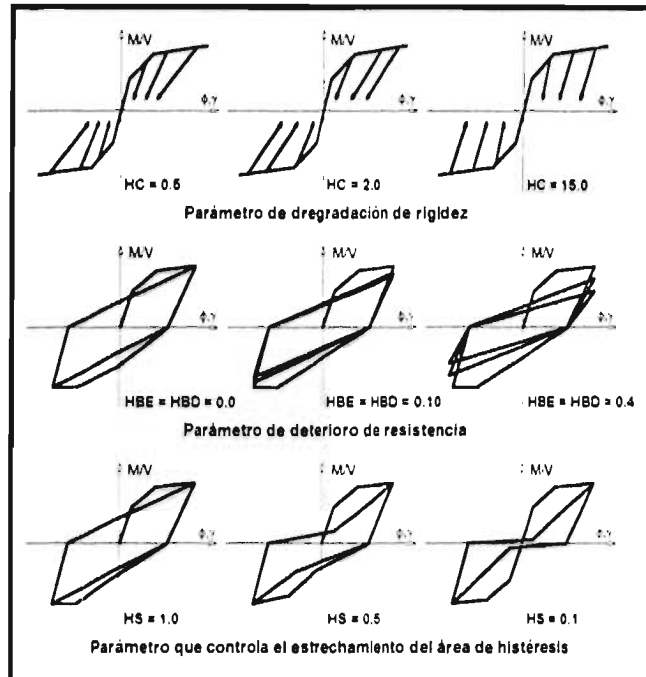 M/V M/V M/V
ϕ,γ ϕ,γ ϕ,γ
HC = 0.5 HC = 2.0 HC = 15.0
Parámetro de dregradación de rigidez
M/V M/V M/V
ϕ,γ ϕ,γ ϕ,γ
HBE = HBD = 0.0 HBE = HBD = 0.10 HBE = HBD = 0.4
Parámetro de deterioro de resistencia
M/V M/V M/V
ϕ,γ ϕ,γ ϕ,γ
HS = 1.0 HS = 0.5 HS = 0.1
Parámetro que controla el estrechamiento del área de histéresis